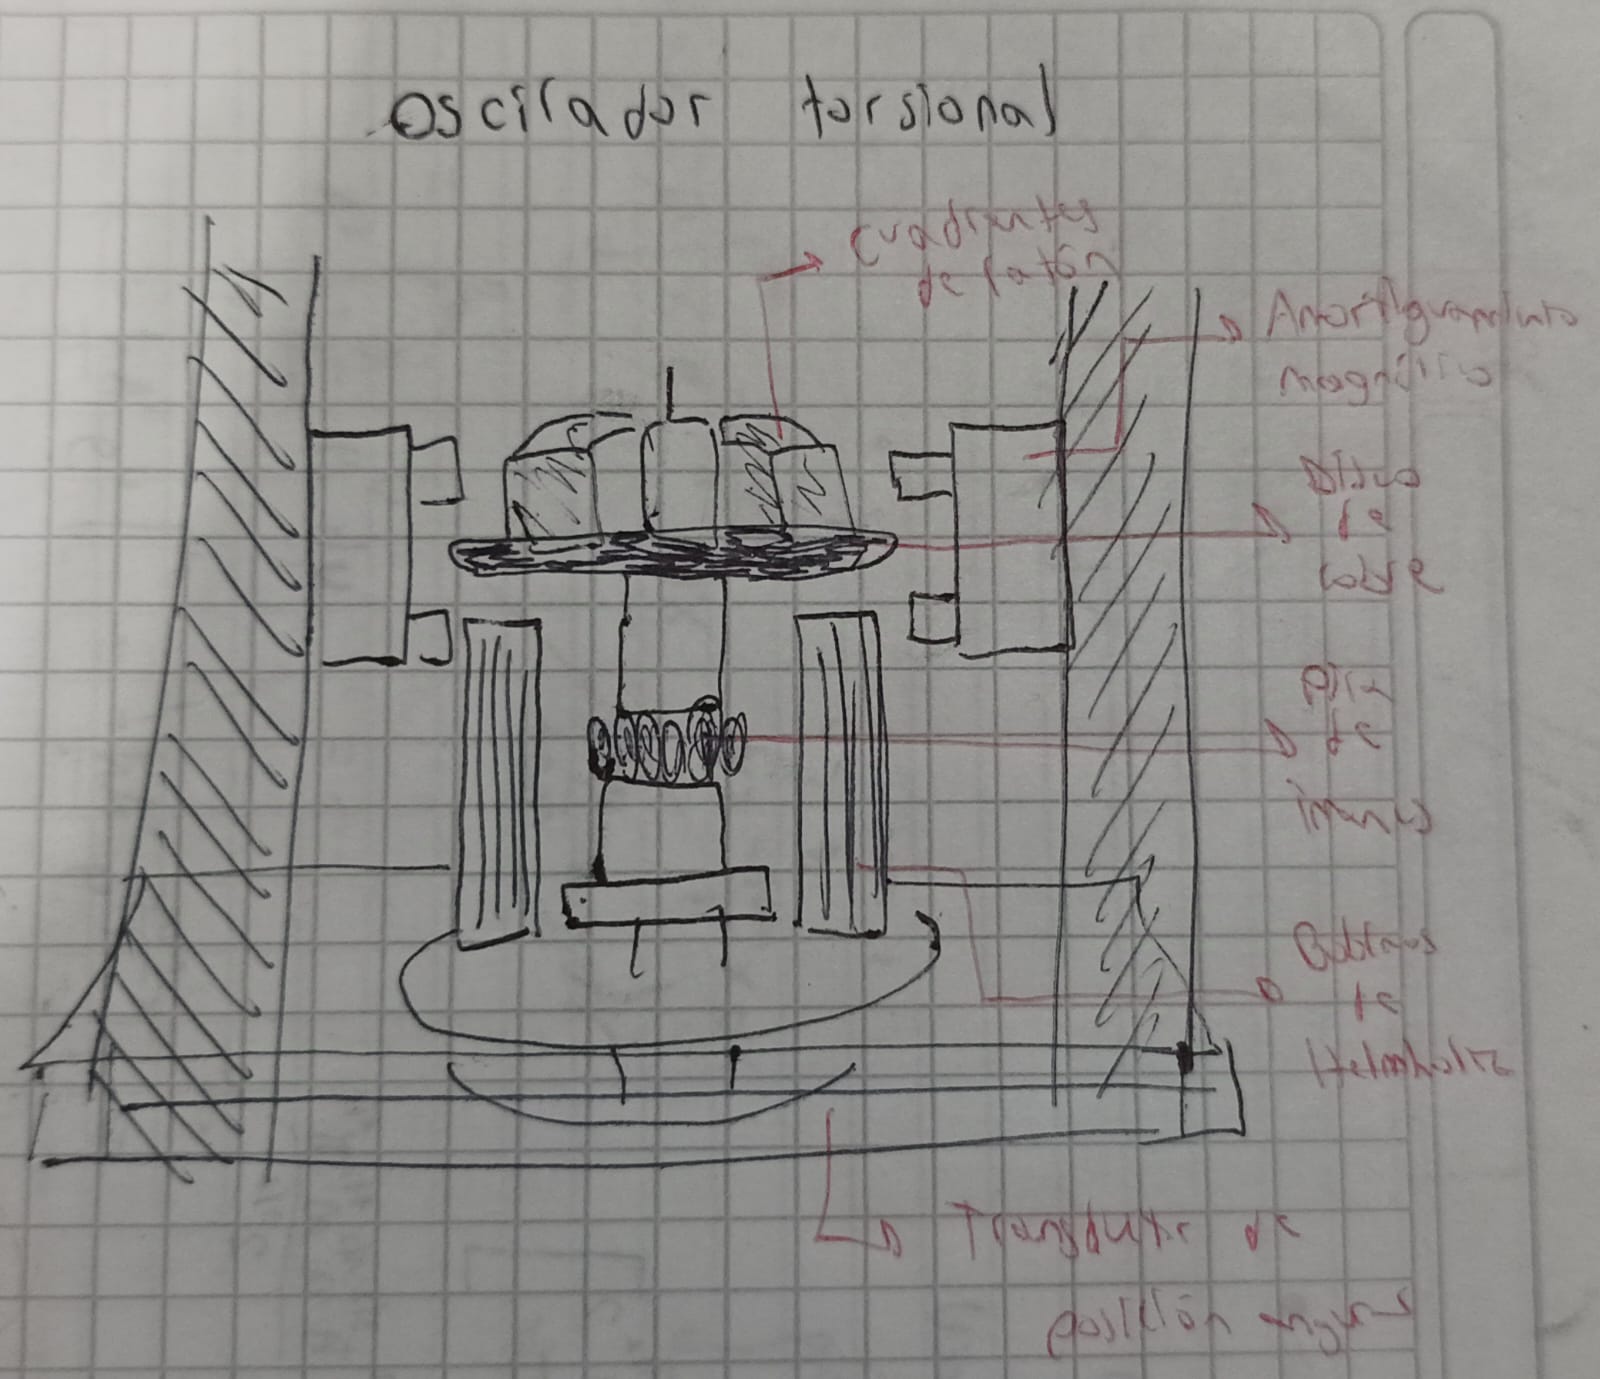 oscilador torsional
Cuadrantes
de latón
Amortiguamiento
magnético
Disco
de
cobre
Pila
de
imanes
Bobinas
de
Helmholtz
Transductor de
posición angular